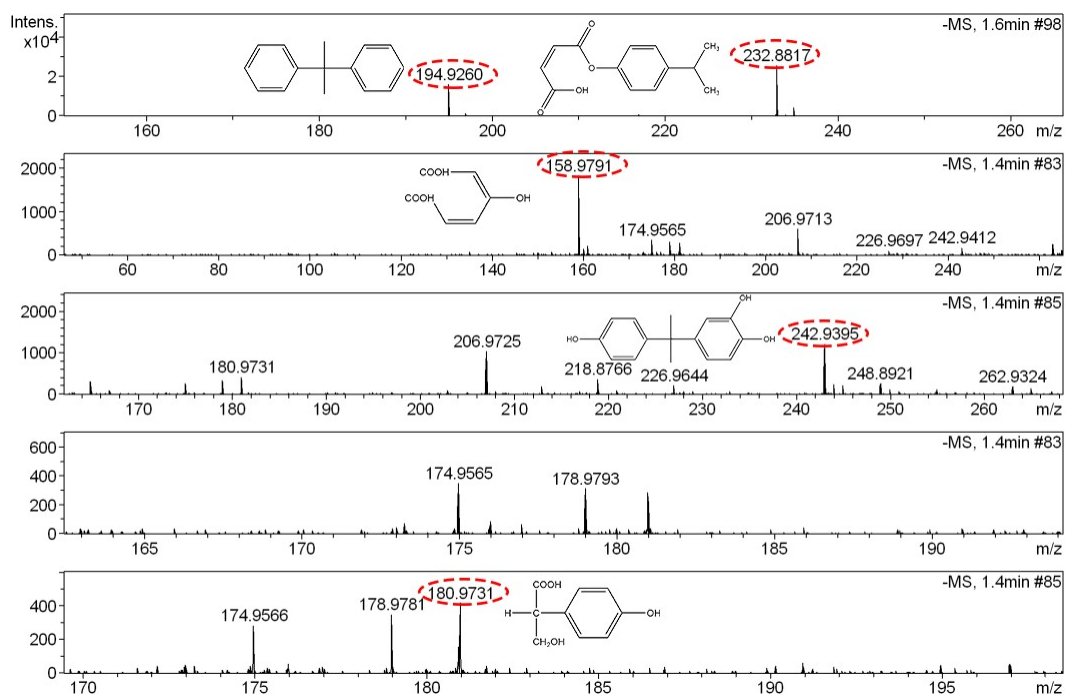 Intens.
x10⁴
-MS, 1.6min #98
2
0
194.9260
232.8817
O
O
O
OH
CH₃
CH₃
160
180
200
220
240
260
m/z
-MS, 1.4min #83
2000
1000
0
158.9791
174.9565
206.9713
226.9697
242.9412
COOH
COOH
OH
60
80
100
120
140
160
180
200
220
240
m/z
-MS, 1.4min #85
2000
1000
0
180.9731
206.9725
218.8766
226.9644
242.9395
248.8921
262.9324
HO
OH
OH
170
180
190
200
210
220
230
240
250
260
m/z
-MS, 1.4min #83
600
400
200
0
174.9565
178.9793
165
170
175
180
185
190
m/z
-MS, 1.4min #85
400
200
0
174.9566
178.9781
180.9731
COOH
H
C
CH₂OH
OH
170
175
180
185
190
195
m/z